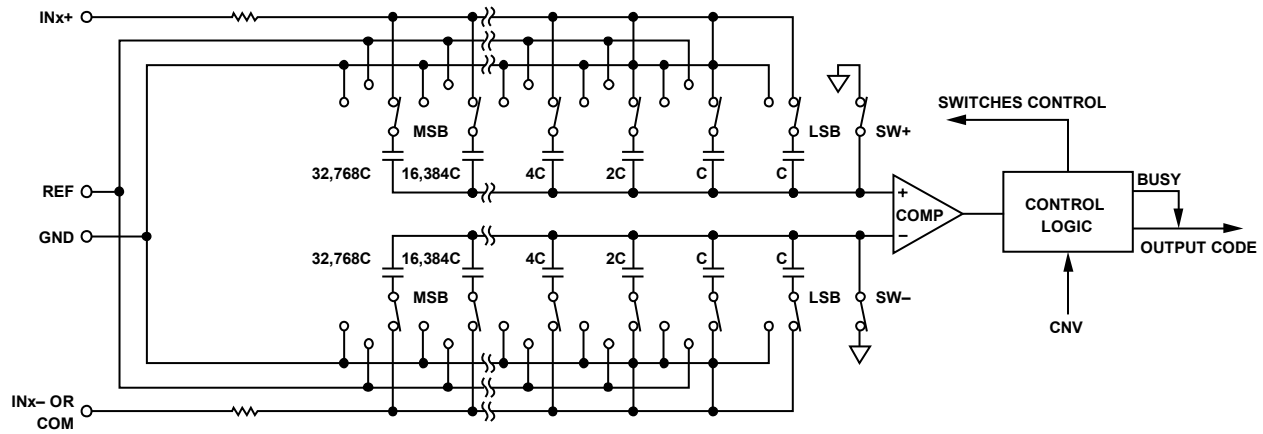 INx+
SWITCHES CONTROL
MSB
LSB
SW+
32,768C
16,384C
4C
2C
C
C
REF
+
COMP
–
CONTROL
LOGIC
BUSY
OUTPUT CODE
GND
32,768C
16,384C
4C
2C
C
C
MSB
LSB
SW–
CNV
INx– OR
COM